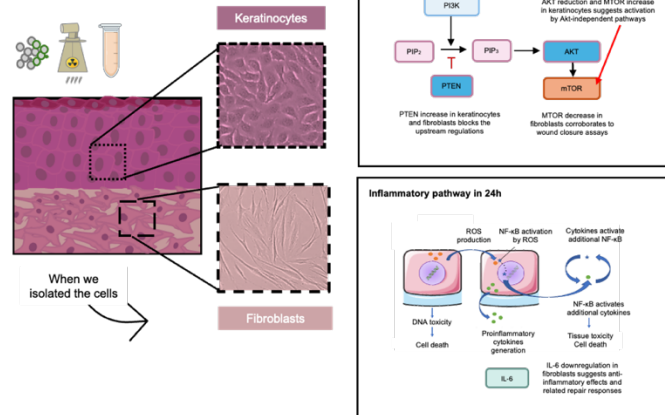 Keratinocytes
When we
isolated the cells
Fibroblasts
AKT reduction and MTOR increase
in keratinocytes suggests activation
by Akt-independent pathways
PI3K
PIP₂
PIP₃
AKT
PTEN
mTOR
PTEN increase in keratinocytes
and fibroblasts blocks the
upstream regulations
MTOR decrease in
fibroblasts corroborates to
wound closure assays
Inflammatory pathway in 24h
ROS
production
NF-κB activation
by ROS
Cytokines activate
additional NF-κB
DNA toxicity
Cell death
Proinflammatory
cytokines
generation
NF-κB activates
additional cytokines
Tissue toxicity
Cell death
IL-6
IL-6 downregulation in
fibroblasts suggests anti-
inflammatory effects and
related repair responses